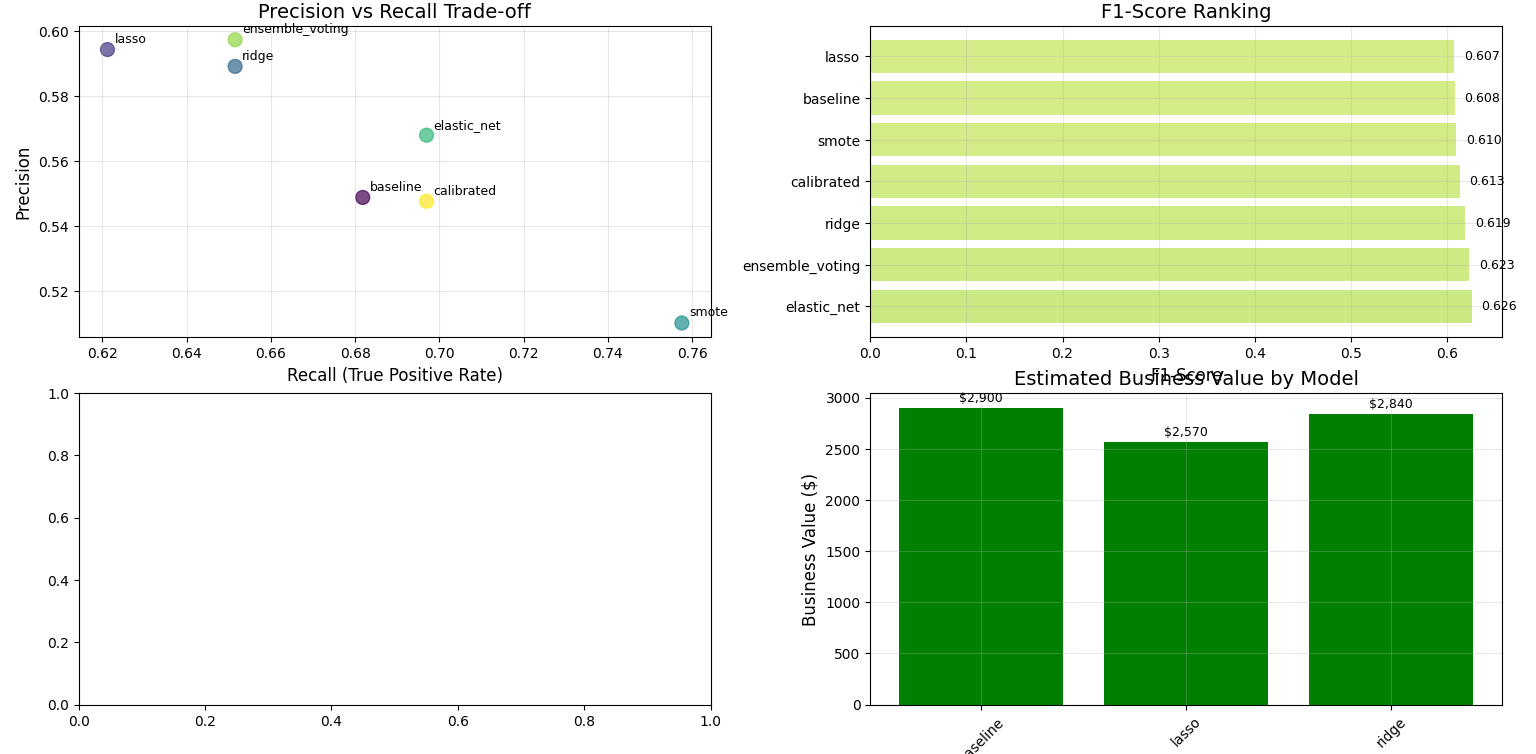 Precision vs Recall Trade-off
Precision
0.60
0.58
0.56
0.54
0.52
lasso
ensemble_voting
ridge
elastic_net
baseline
calibrated
smote
0.62
0.64
0.66
0.68
0.70
0.72
0.74
0.76
Recall (True Positive Rate)
F1-Score Ranking
lasso
0.607
baseline
0.608
smote
0.610
calibrated
0.613
ridge
0.619
ensemble_voting
0.623
elastic_net
0.626
0.0
0.1
0.2
0.3
0.4
0.5
0.6
F1-Score
1.0
0.8
0.6
0.4
0.2
0.0
0.0
0.2
0.4
0.6
0.8
1.0
Estimated Business Value by Model
Business Value ($)
3000
2500
2000
1500
1000
500
0
$2,900
$2,570
$2,840
aseline
lasso
ridge